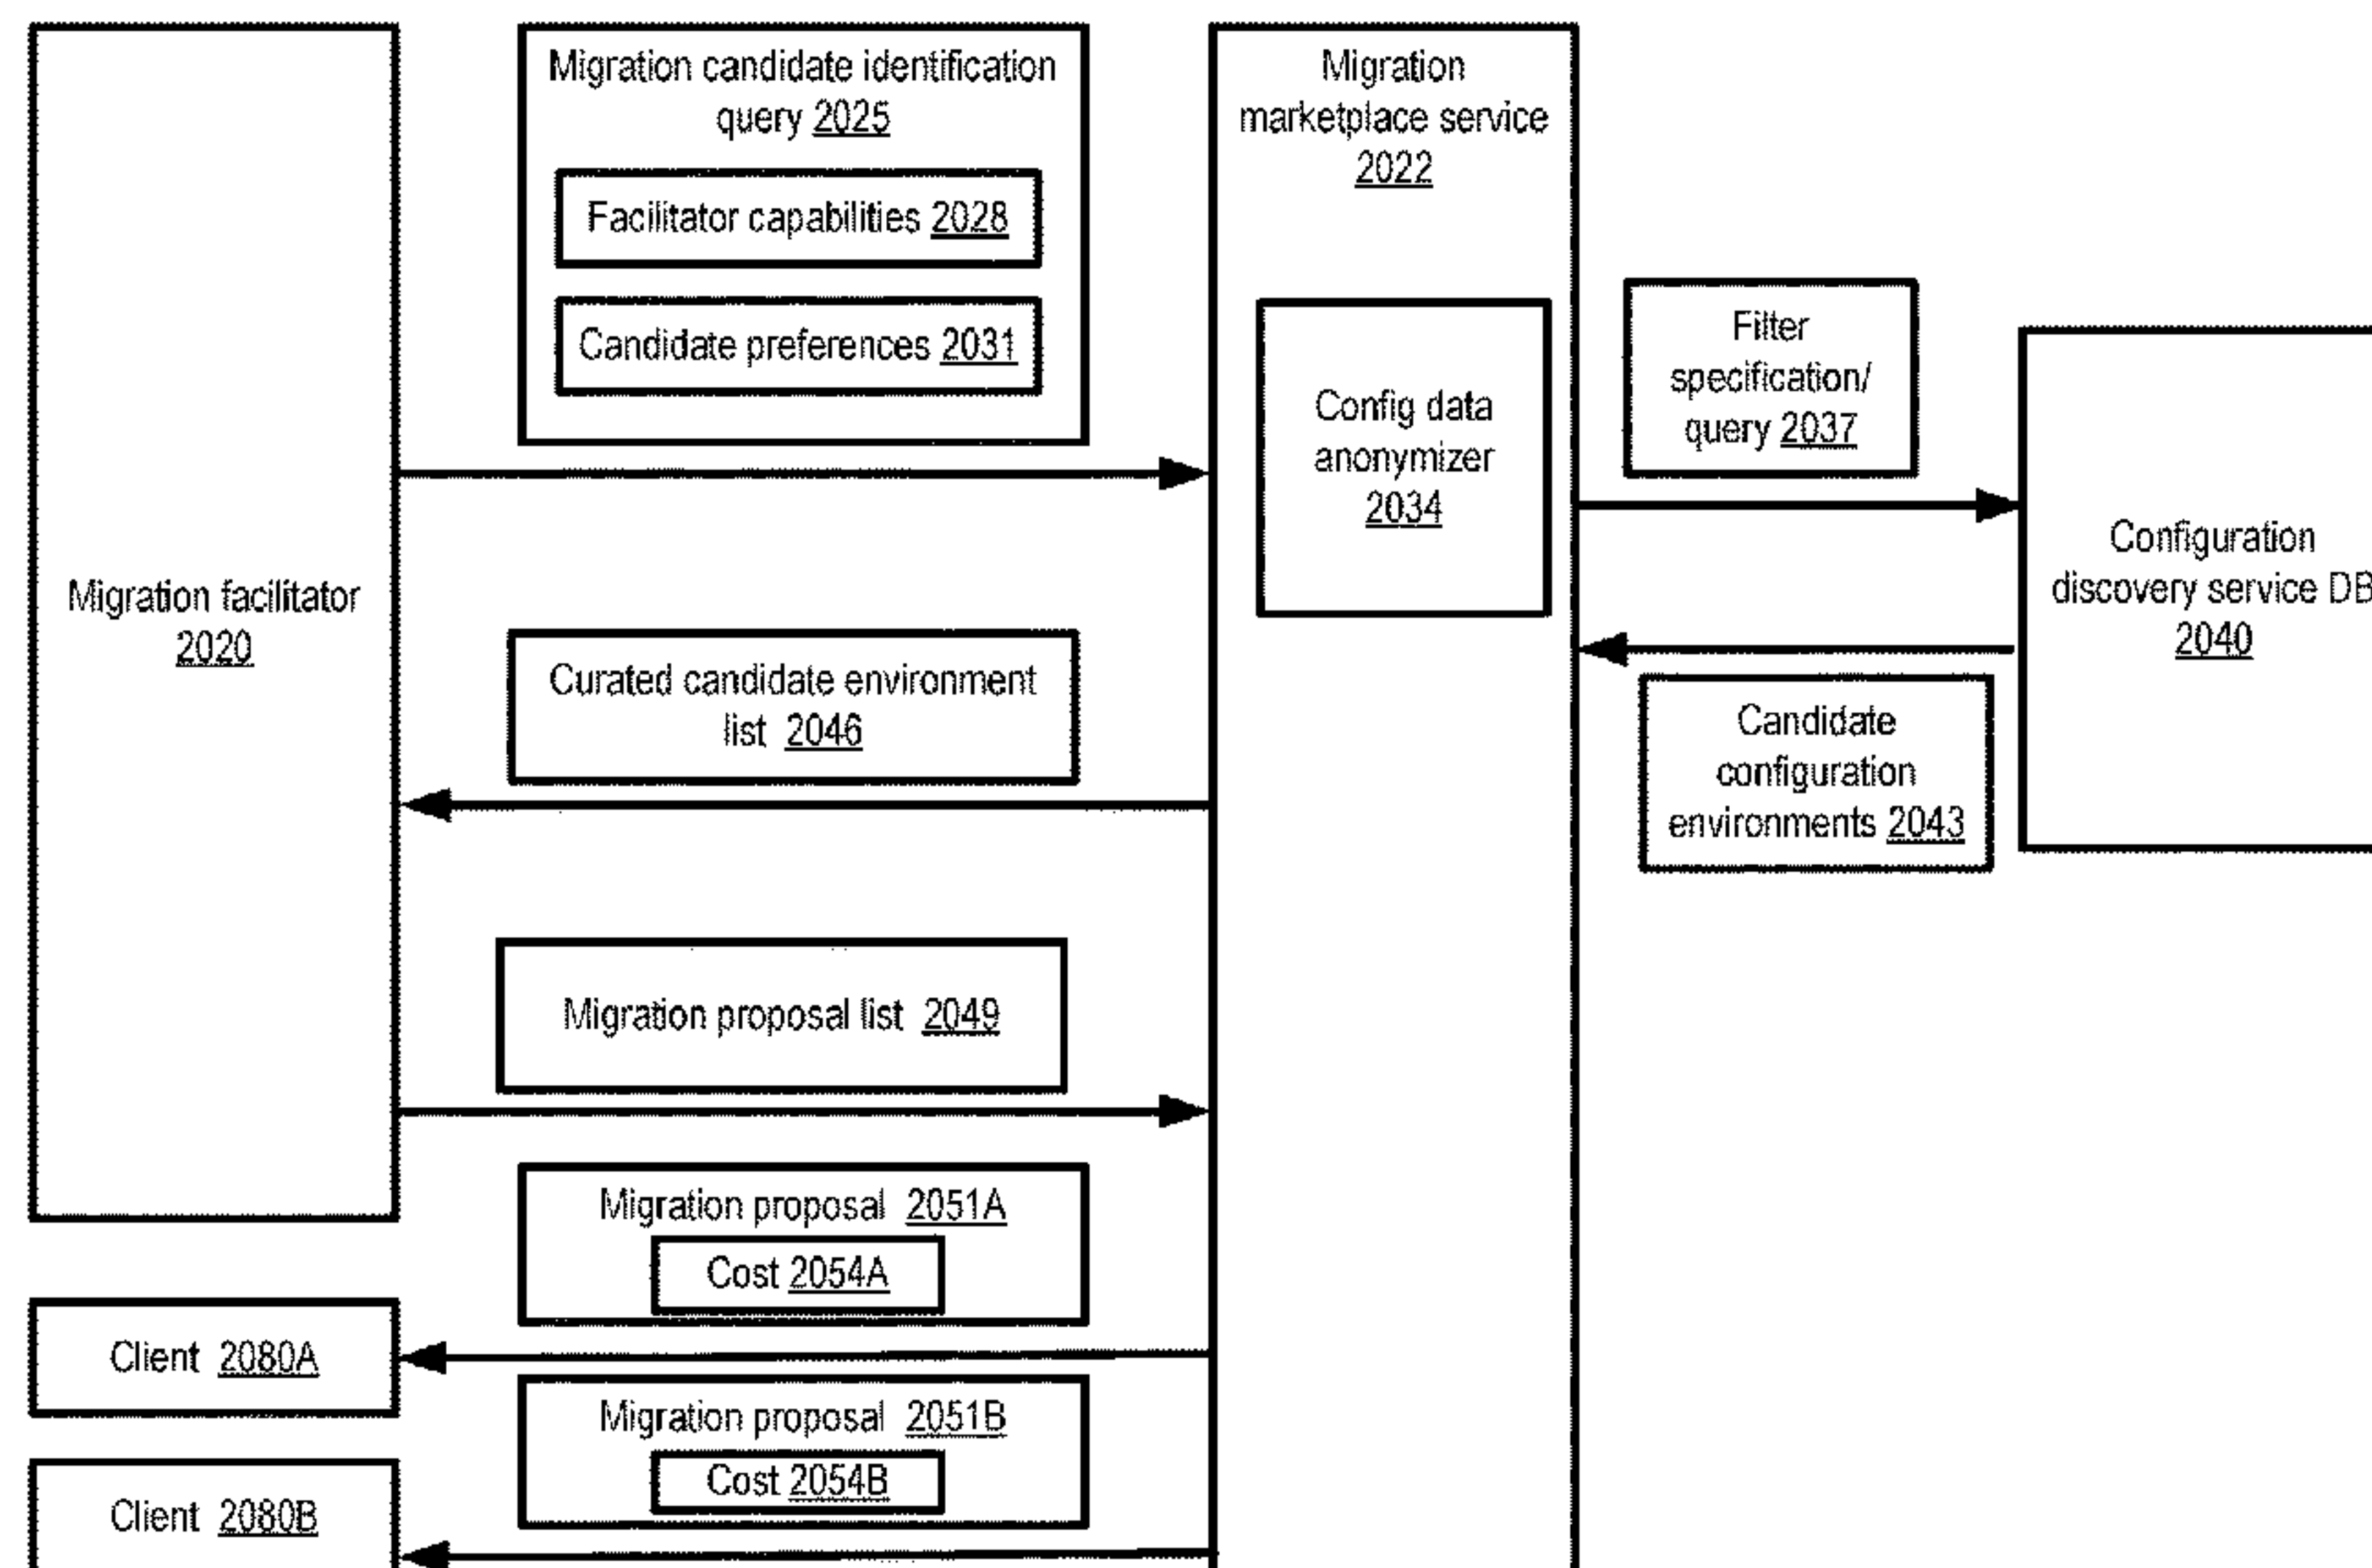 Migration facilitator
2020
Migration candidate identification
query 2025
Facilitator capabilities 2028
Candidate preferences 2031
Migration
marketplace service
2022
Config data
anonymizer
2034
Filter
specification/
query 2037
Configuration
discovery service DB
2040
Candidate
configuration
environments 2043
Curated candidate environment
list 2046
Migration proposal list 2049
Migration proposal 2051A
Cost 2054A
Client 2080A
Migration proposal 2051B
Cost 2054B
Client 2080B